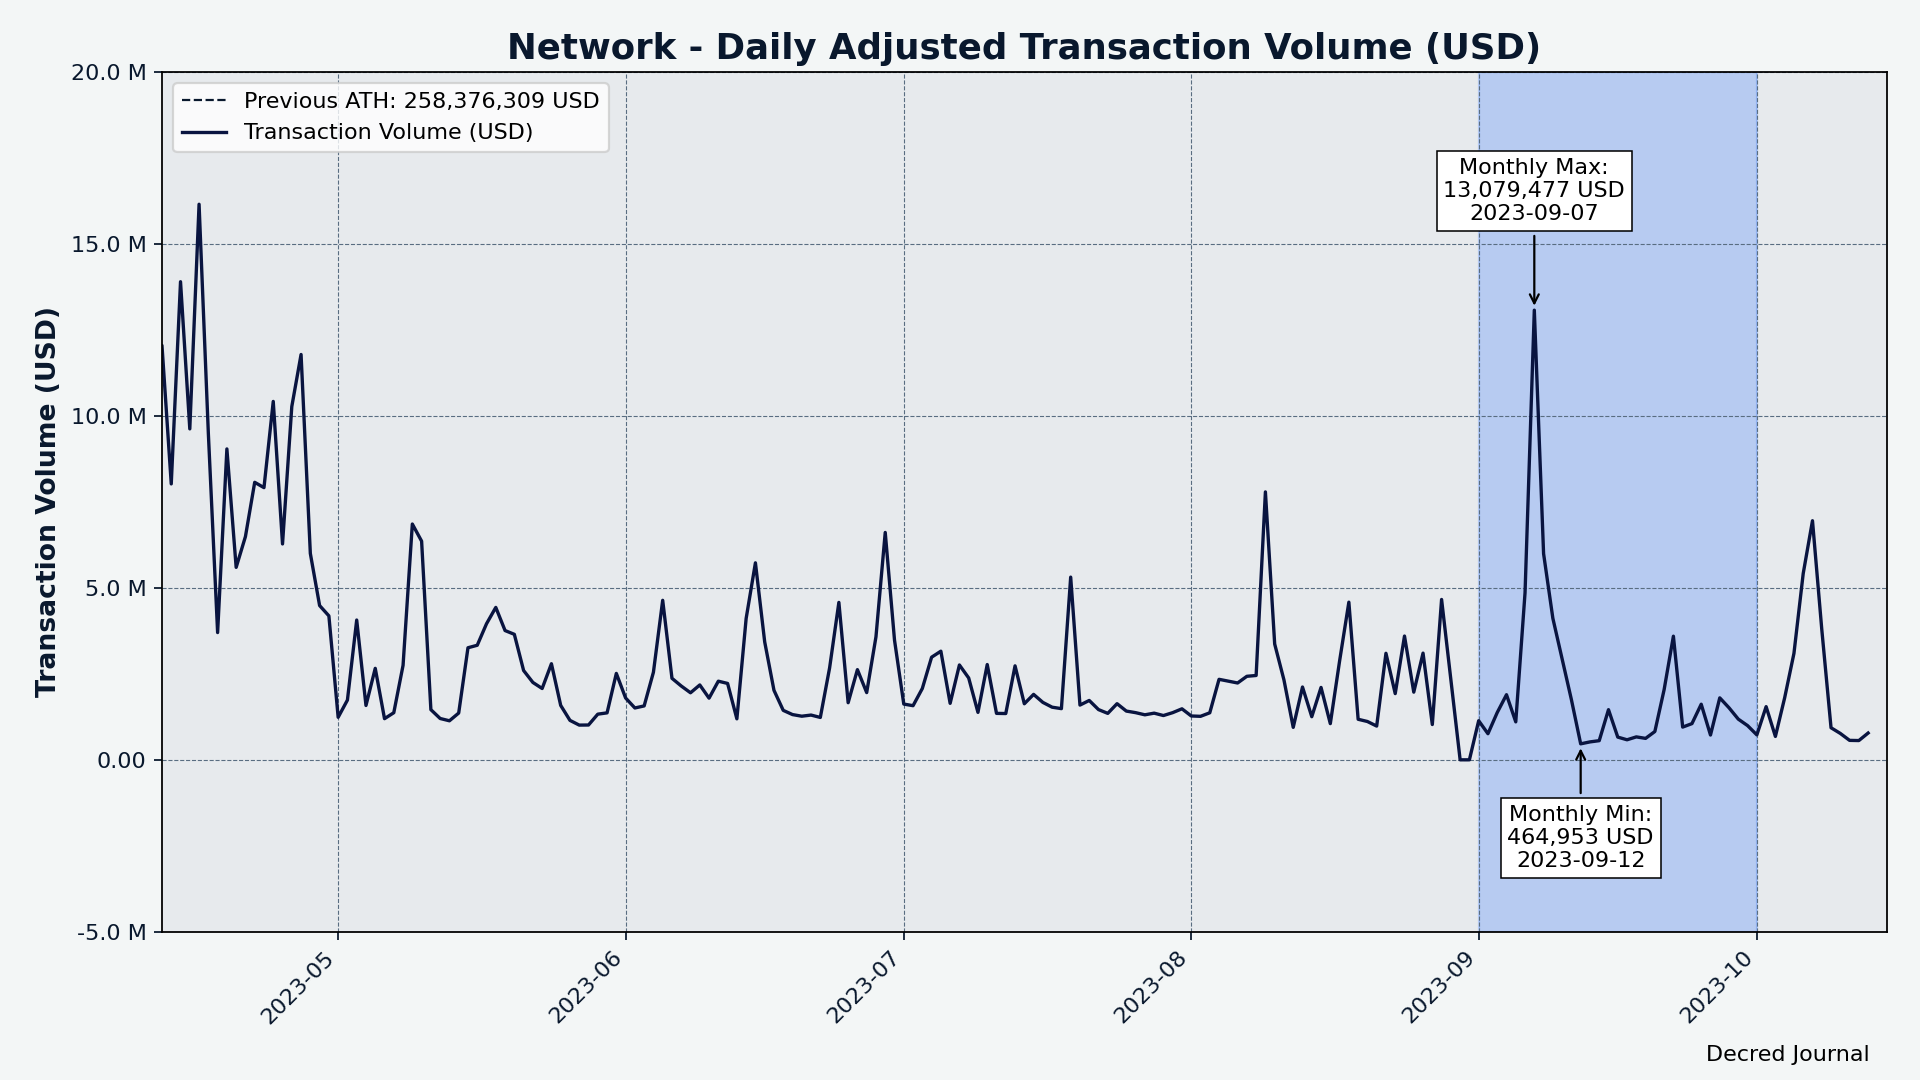 Network - Daily Adjusted Transaction Volume (USD)
Previous ATH: 258,376,309 USD
Transaction Volume (USD)
Transaction Volume (USD)
20.0 M
15.0 M
10.0 M
5.0 M
0.00
-5.0 M
Monthly Max:
13,079,477 USD
2023-09-07
Monthly Min:
464,953 USD
2023-09-12
2023-05
2023-06
2023-07
2023-08
2023-09
2023-10
Decred Journal